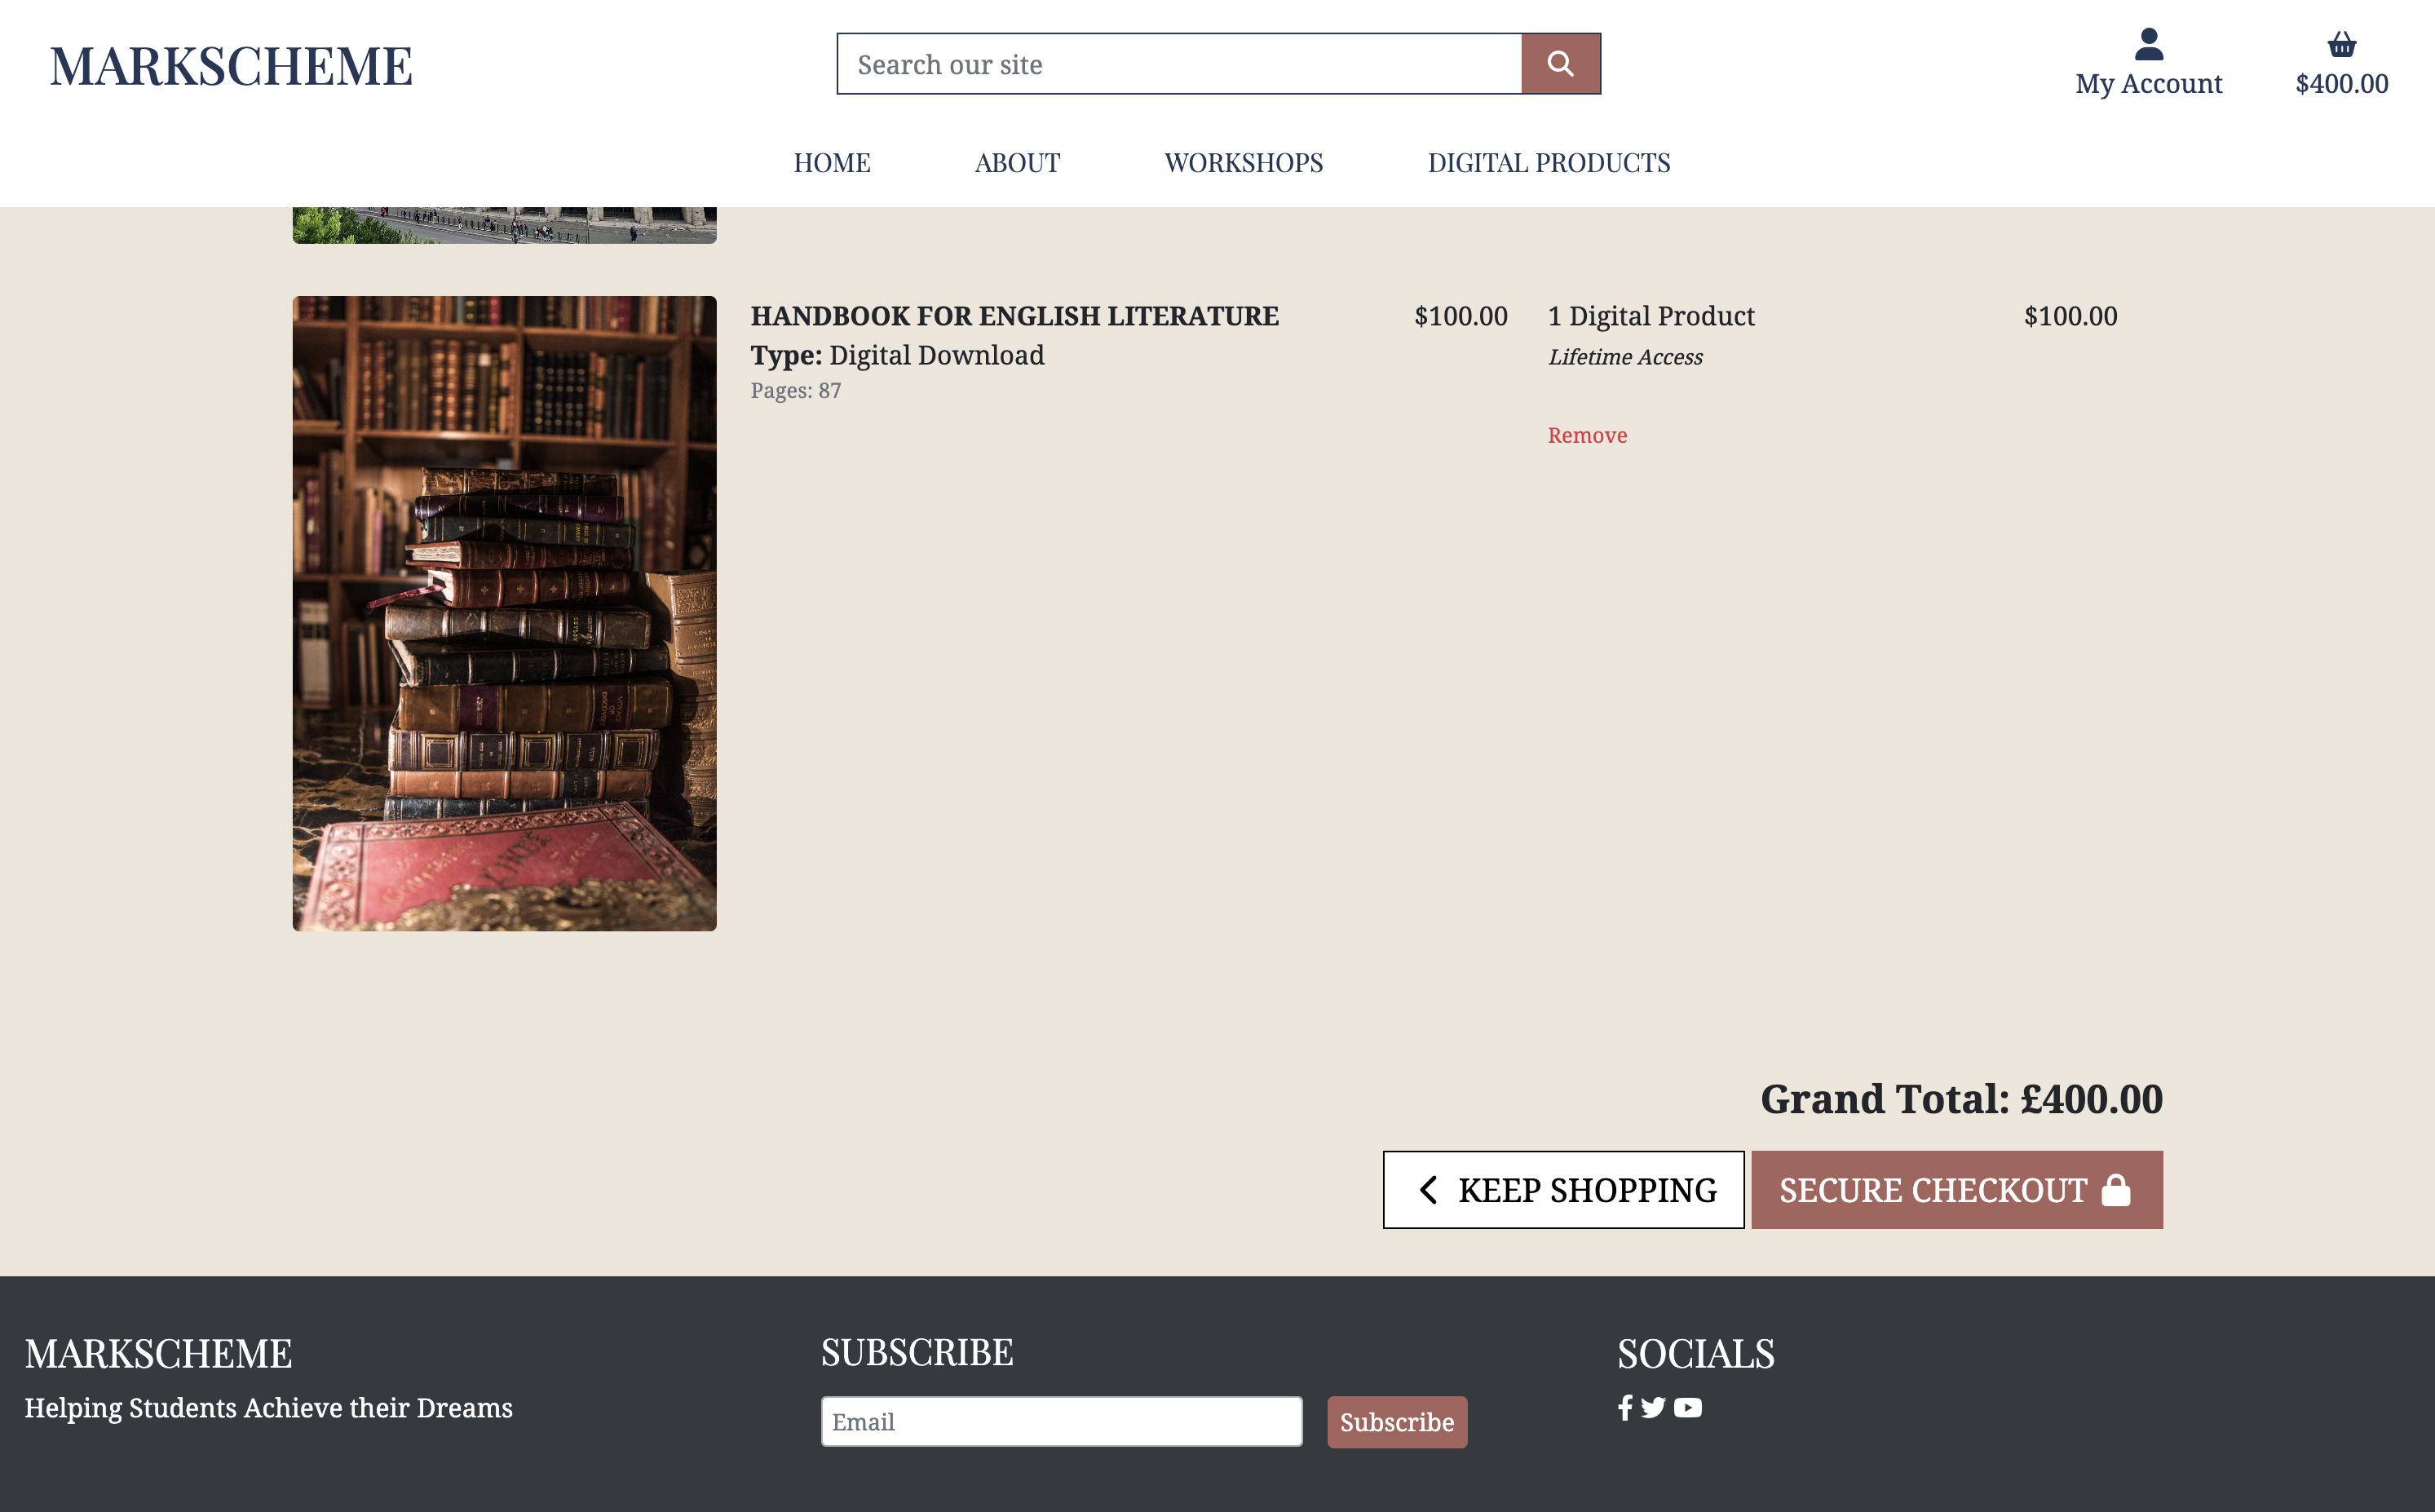 MARKSCHEME
Search our site
My Account
$400.00
HOME
ABOUT
WORKSHOPS
DIGITAL PRODUCTS
HANDBOOK FOR ENGLISH LITERATURE
$100.00
1 Digital Product
$100.00
Type: Digital Download
Lifetime Access
Pages: 87
Remove
Grand Total: £400.00
KEEP SHOPPING
SECURE CHECKOUT
MARKSCHEME
Helping Students Achieve their Dreams
SUBSCRIBE
Email
Subscribe
SOCIALS